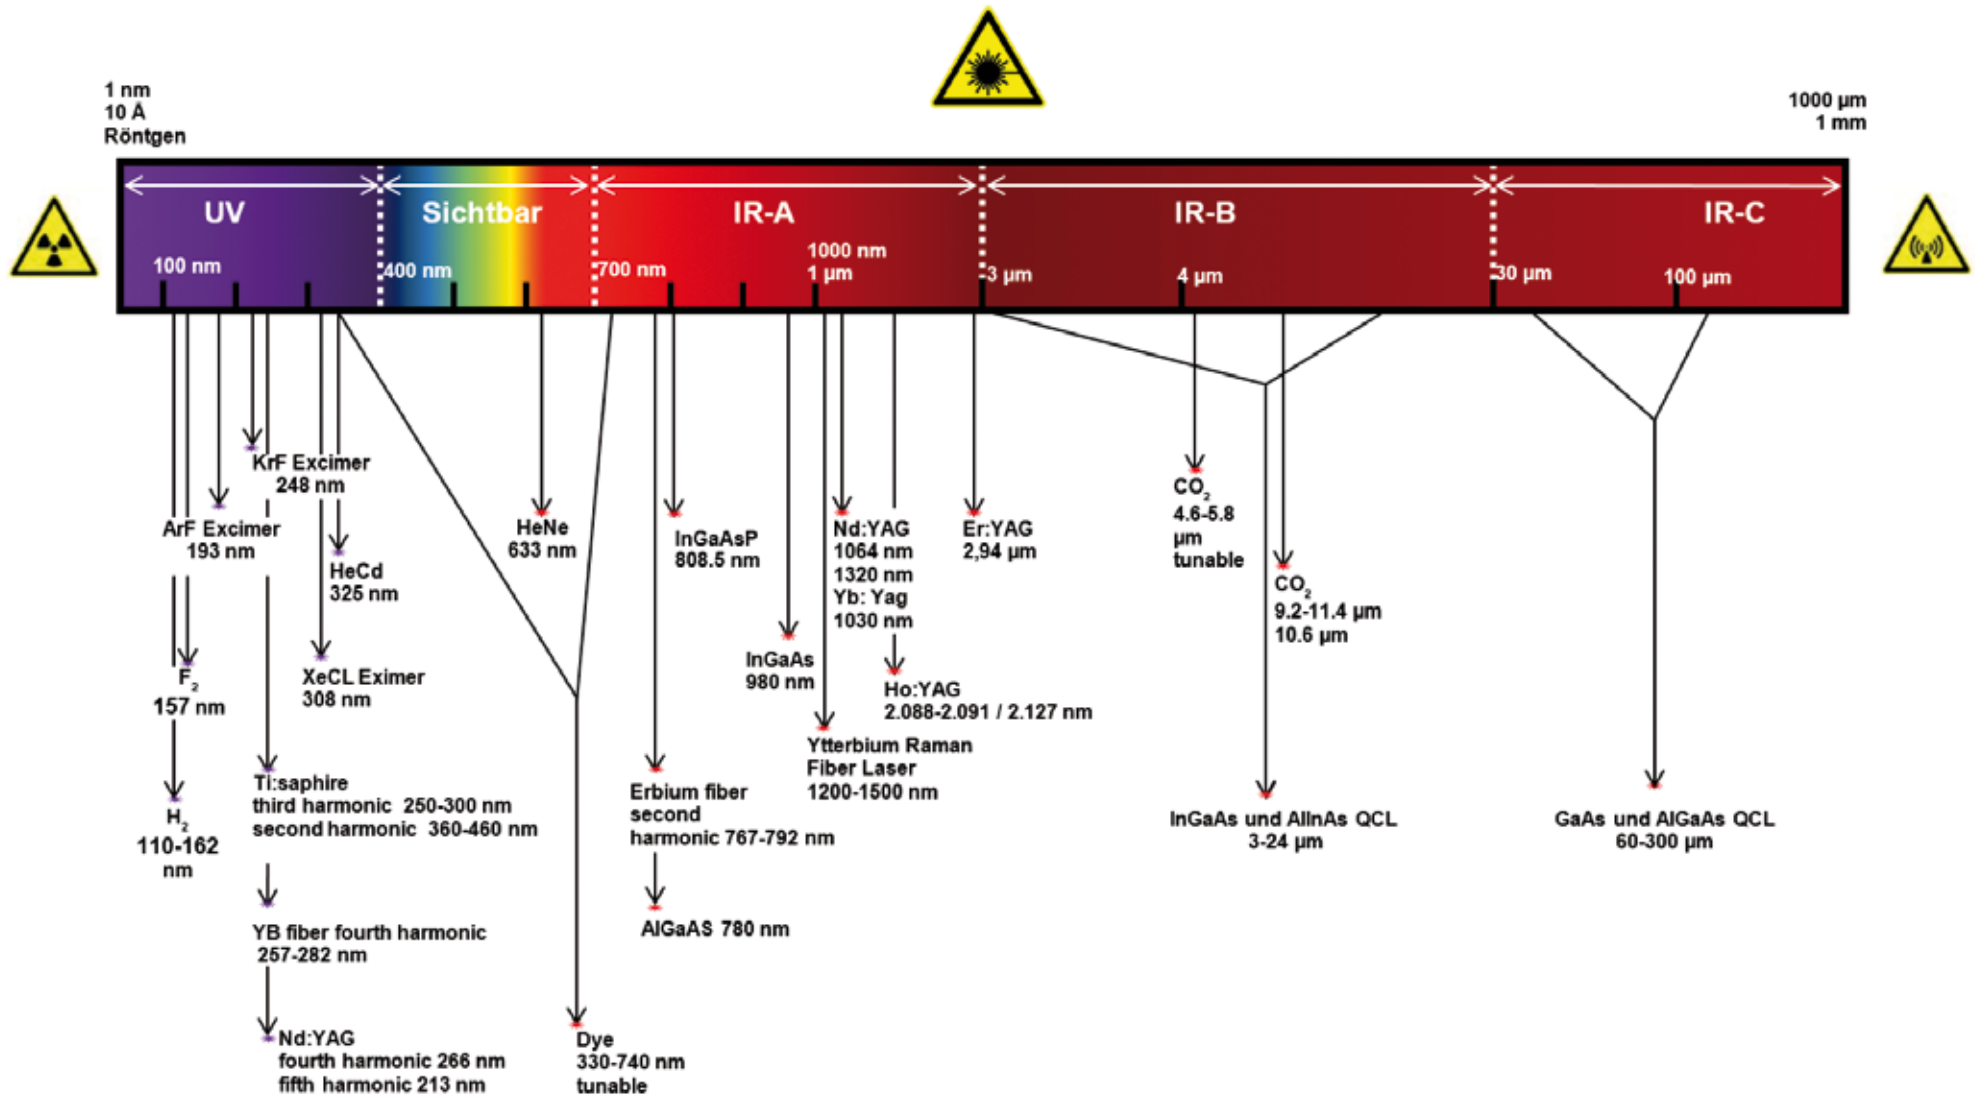 1 nm
10 Å
Röntgen
1000 µm
1 mm
UV
Sichtbar
IR-A
IR-B
IR-C
100 nm
400 nm
700 nm
1000 nm
1 µm
3 µm
4 µm
30 µm
100 µm
KrF Excimer
248 nm
ArF Excimer
193 nm
HeCd
325 nm
F₂
157 nm
XeCL Eximer
308 nm
H₂
110-162
nm
Ti:saphire
third harmonic 250-300 nm
second harmonic 360-460 nm
YB fiber fourth harmonic
257-282 nm
Nd:YAG
fourth harmonic 266 nm
fifth harmonic 213 nm
HeNe
633 nm
Dye
330-740 nm
tunable
InGaAsP
808.5 nm
Erbium fiber
second
harmonic 767-792 nm
AlGaAS 780 nm
InGaAs
980 nm
Nd:YAG
1064 nm
1320 nm
Yb: Yag
1030 nm
Ho:YAG
2.088-2.091 / 2.127 nm
Ytterbium Raman
Fiber Laser
1200-1500 nm
Er:YAG
2,94 µm
CO₂
4.6-5.8
µm
tunable
CO₂
9.2-11.4 µm
10.6 µm
InGaAs und AlInAs QCL
3-24 µm
GaAs und AlGaAs QCL
60-300 µm